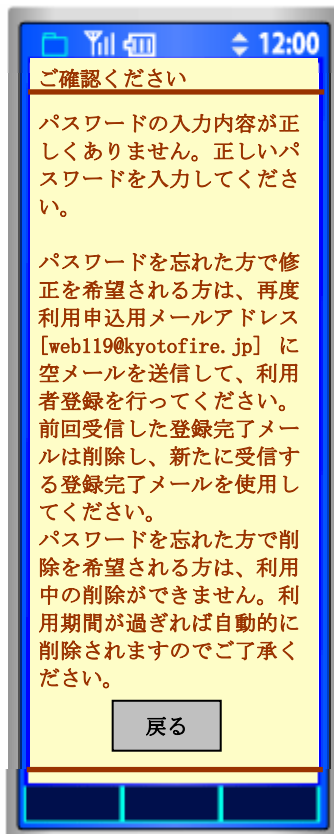 12:00
ご確認ください
パスワードの入力内容が正
しくありません。正しいパ
スワードを入力してくださ
い。
パスワードを忘れた方で修
正を希望される方は、再度
利用申込用メールアドレス
[web119@kyotofire.jp] に
空メールを送信して、利用
者登録を行ってください。
前回受信した登録完了メー
ルは削除し、新たに受信す
る登録完了メールを使用し
てください。
パスワードを忘れた方で削
除を希望される方は、利用
中の削除ができません。利
用期間が過ぎれば自動的に
削除されますのでご了承く
ださい。
戻る